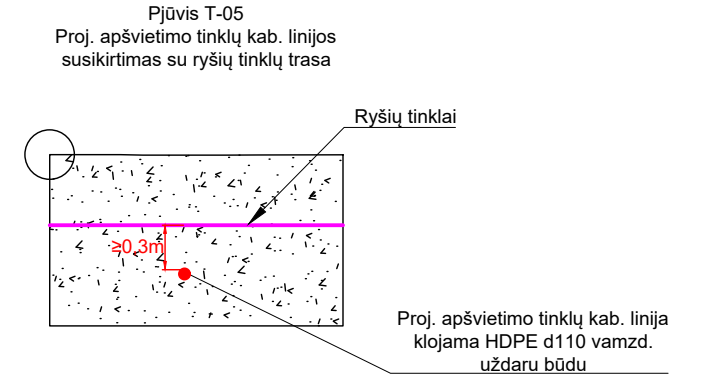 Pjūvis T-05
Proj. apšvietimo tinklų kab. linijos
susikirtimas su ryšių tinklų trasa
Ryšių tinklai
≥0.3m
Proj. apšvietimo tinklų kab. linija
klojama HDPE d110 vamzd.
uždaru būdu